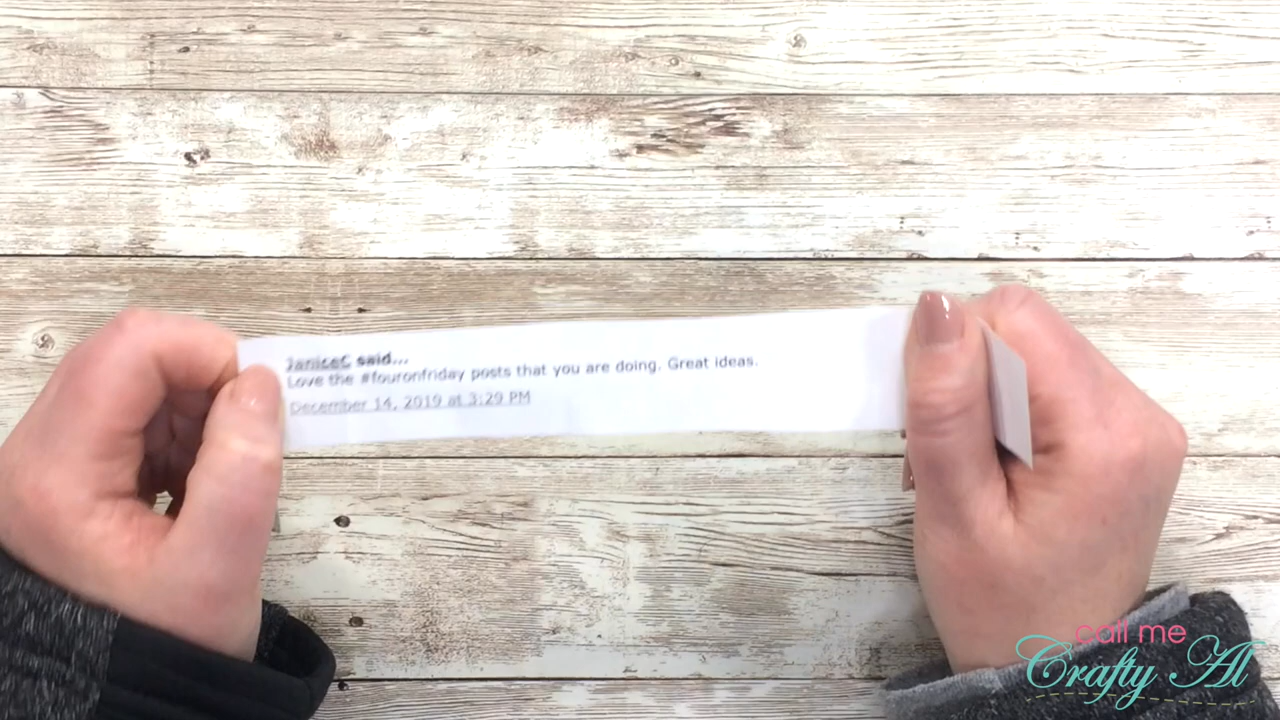 JaniceC said...
Love the #fouronfriday posts that you are doing. Great ideas.
December 14, 2019 at 3:29 PM
call me
Crafty Al